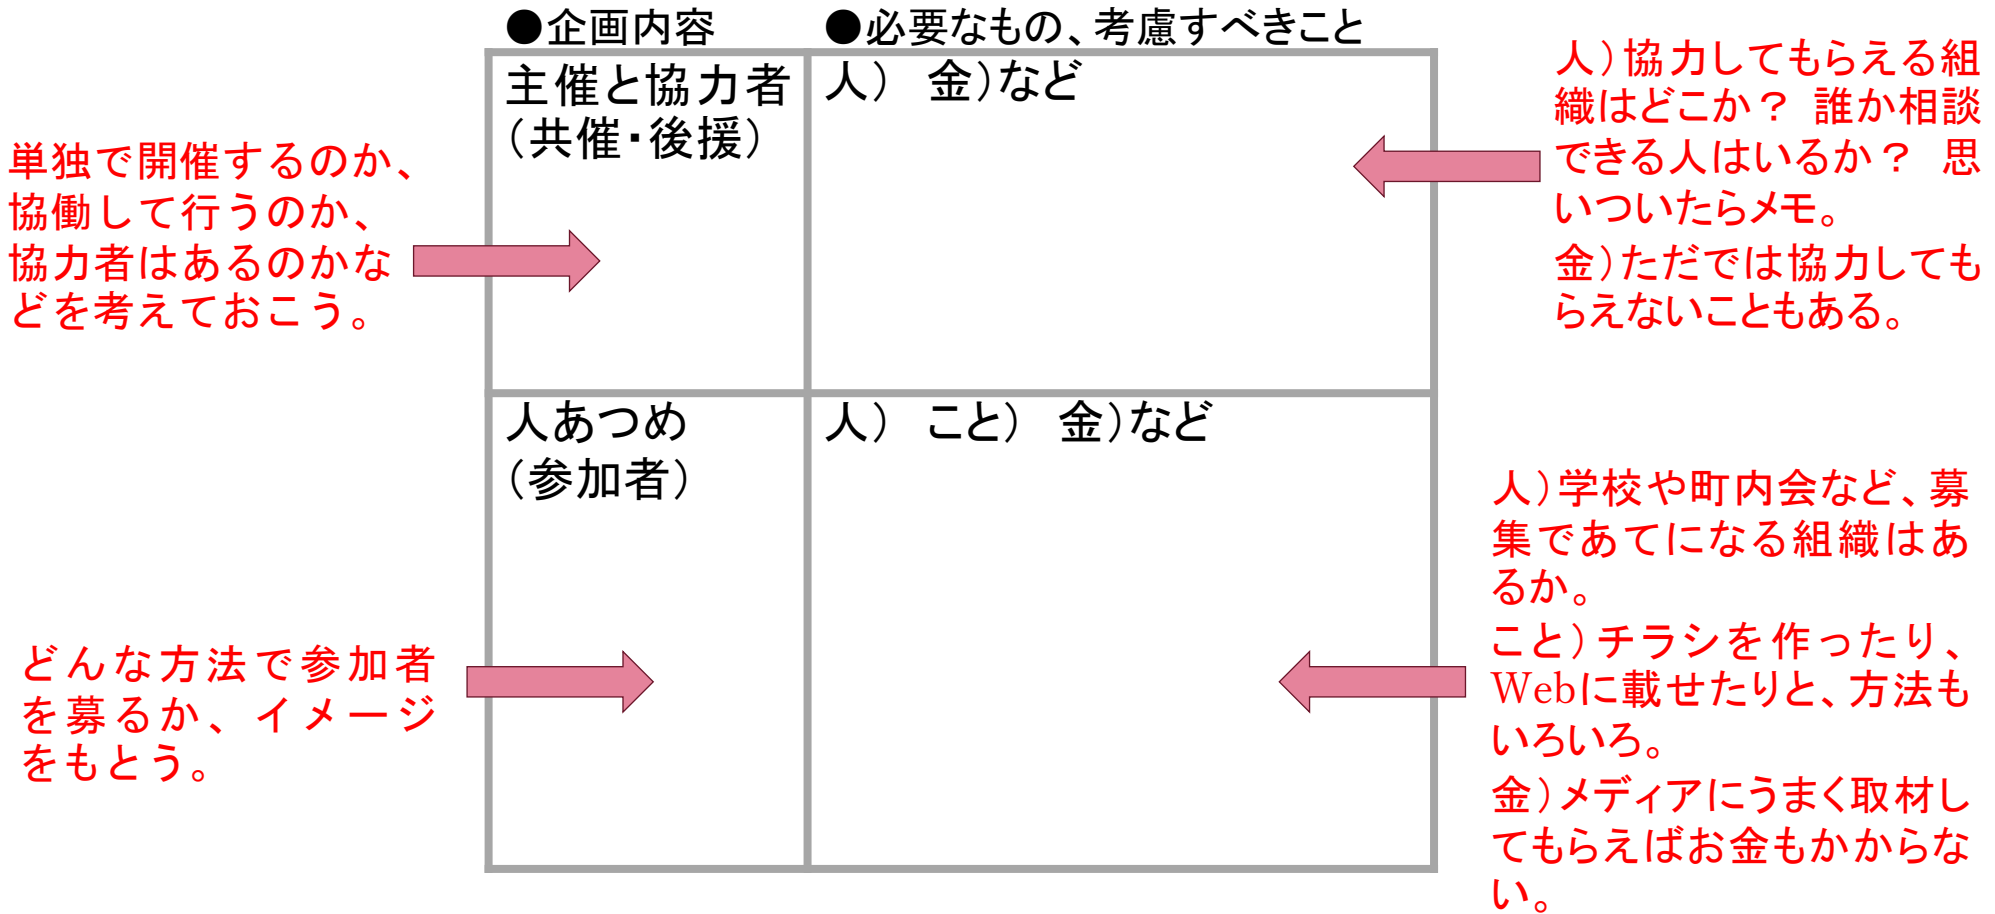 ●企画内容
●必要なもの、考慮すべきこと
主催と協力者
（共催・後援）
人）　金）など
単独で開催するのか、
協働して行うのか、
協力者はあるのかな
どを考えておこう。
人）協力してもらえる組
織はどこか？　誰か相談
できる人はいるか？　思
いついたらメモ。
金）ただでは協力しても
らえないこともある。
人あつめ
（参加者）
人）　こと）　金）など
どんな方法で参加者
を募るか、イメージ
をもとう。
人）学校や町内会など、募
集であてになる組織はあ
るか。
こと）チラシを作ったり、
Webに載せたりと、方法も
いろいろ。
金）メディアにうまく取材し
てもらえばお金もかからな
い。